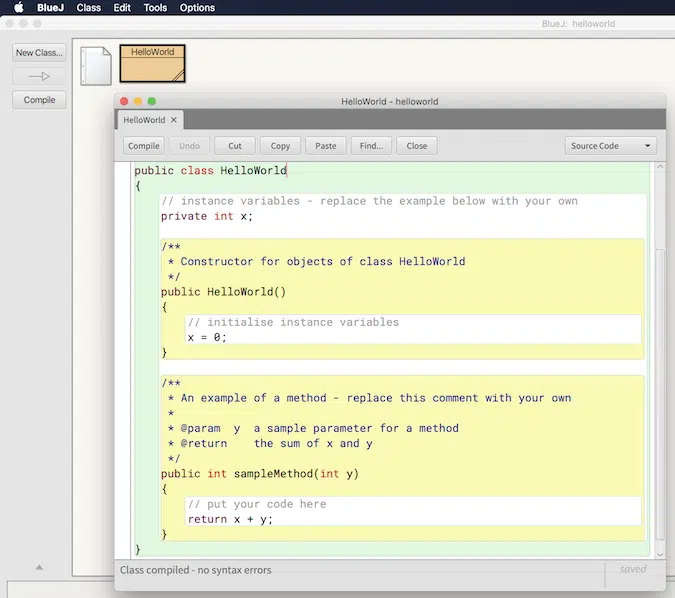 BlueJ Class Edit Tools Options
BlueJ: helloworld
New Class...
HelloWorld
Compile
HelloWorld - helloworld
HelloWorld ×
Compile Undo Cut Copy Paste Find... Close Source Code
public class HelloWorld
{
// instance variables - replace the example below with your own
private int x;
/**
* Constructor for objects of class HelloWorld
*/
public HelloWorld()
{
// initialise instance variables
x = 0;
}
/**
* An example of a method - replace this comment with your own
*
* @param y a sample parameter for a method
* @return the sum of x and y
*/
public int sampleMethod(int y)
{
// put your code here
return x + y;
}
}
Class compiled - no syntax errors
saved